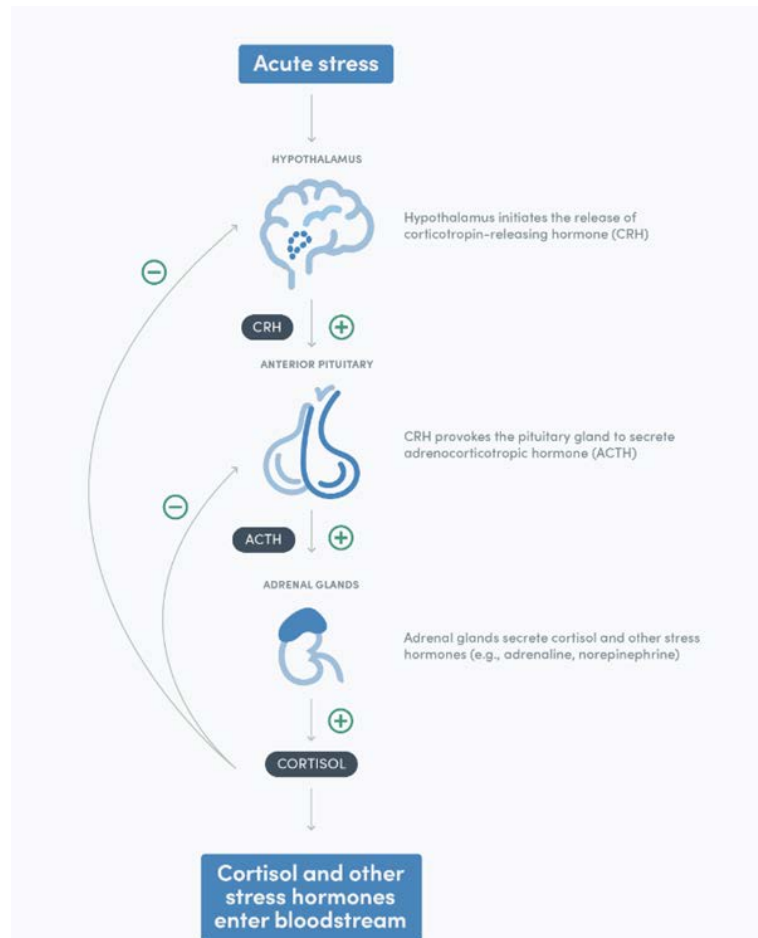 Acute stress
HYPOTHALAMUS
Hypothalamus initiates the release of
corticotropin-releasing hormone (CRH)
CRH
ANTERIOR PITUITARY
CRH provokes the pituitary gland to secrete
adrenocorticotropic hormone (ACTH)
ACTH
ADRENAL GLANDS
Adrenal glands secrete cortisol and other stress
hormones (e.g., adrenaline, norepinephrine)
CORTISOL
Cortisol and other
stress hormones
enter bloodstream